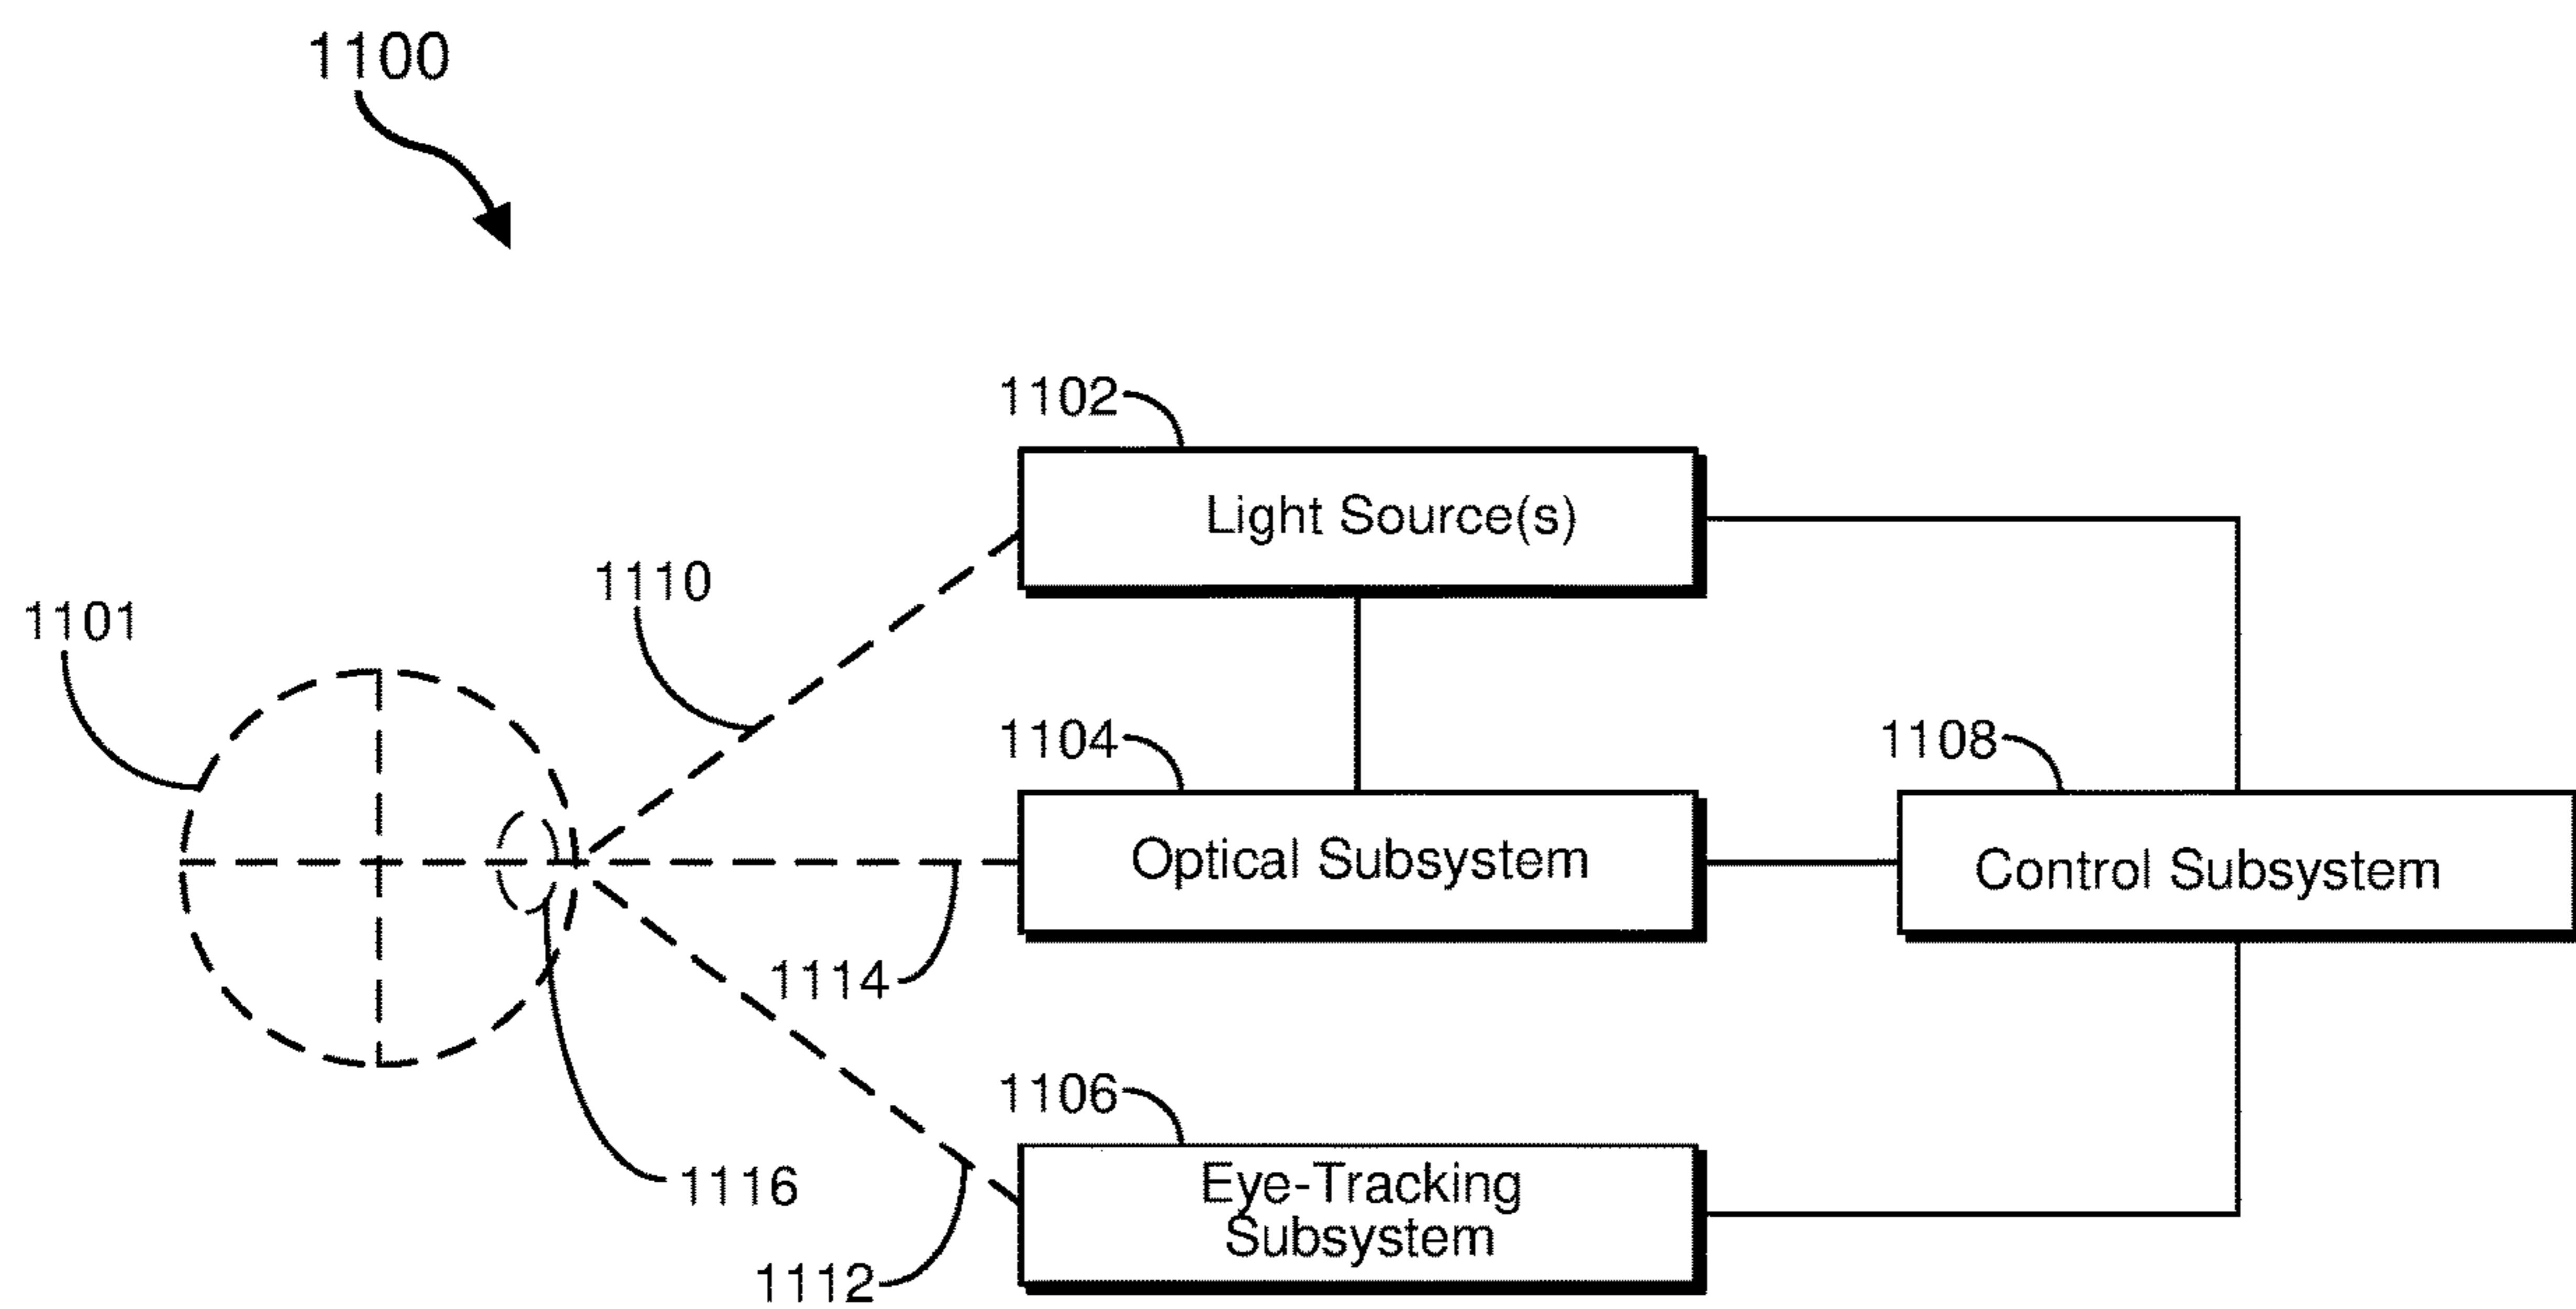 1100
1102
Light Source(s)
1110
1101
1104
1108
Optical Subsystem
Control Subsystem
1114
1106
Eye-Tracking
Subsystem
1116
1112